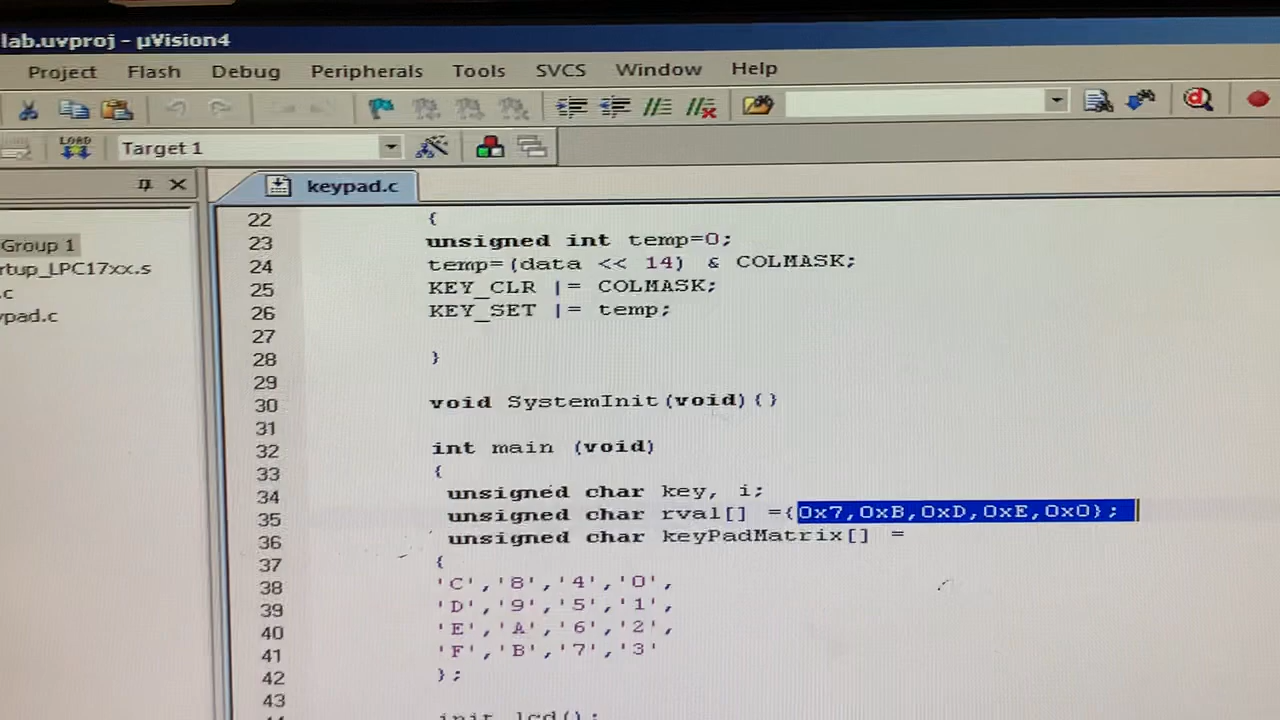 lab.uvproj - µVision4
Project Flash Debug Peripherals Tools SVCS Window Help
LOAD Target 1
keypad.c
Group 1
rtup_LPC17xx.s
.c
pad.c
22 {
23 unsigned int temp=0;
24 temp=(data << 14) & COLMASK;
25 KEY_CLR |= COLMASK;
26 KEY_SET |= temp;
27
28 }
29
30 void SystemInit(void){}
31
32 int main (void)
33 {
34 unsigned char key, i;
35 unsigned char rval[] ={0x7,0xB,0xD,0xE,0x0};
36 unsigned char keyPadMatrix[] =
37 {
38 'C','8','4','0',
39 'D','9','5','1',
40 'E','A','6','2',
41 'F','B','7','3'
42 };
43
init_lcd();